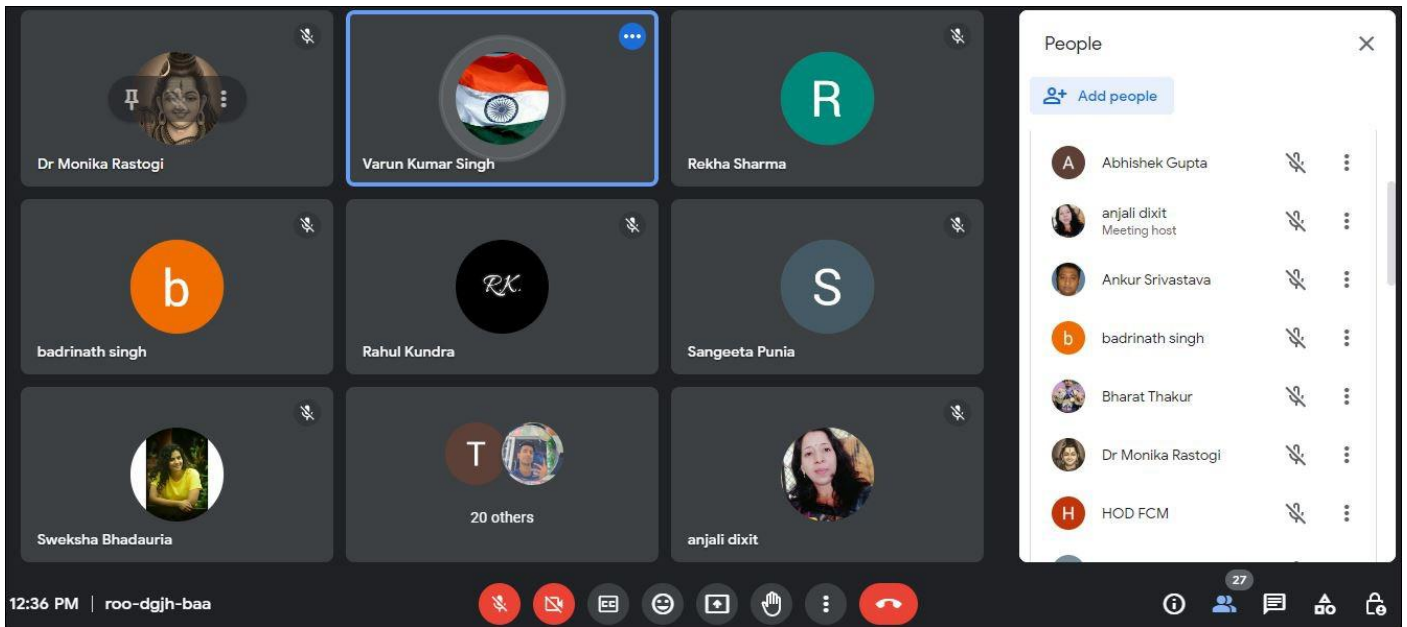 Dr Monika Rastogi
Varun Kumar Singh
R
Rekha Sharma
b
badrinath singh
R.K.
Rahul Kundra
S
Sangeeta Punia
Sweksha Bhadauria
T
20 others
anjali dixit
People
Add people
A Abhishek Gupta
anjali dixit
Meeting host
Ankur Srivastava
b badrinath singh
Bharat Thakur
Dr Monika Rastogi
H HOD FCM
12:36 PM | roo-dgjh-baa
CC
27